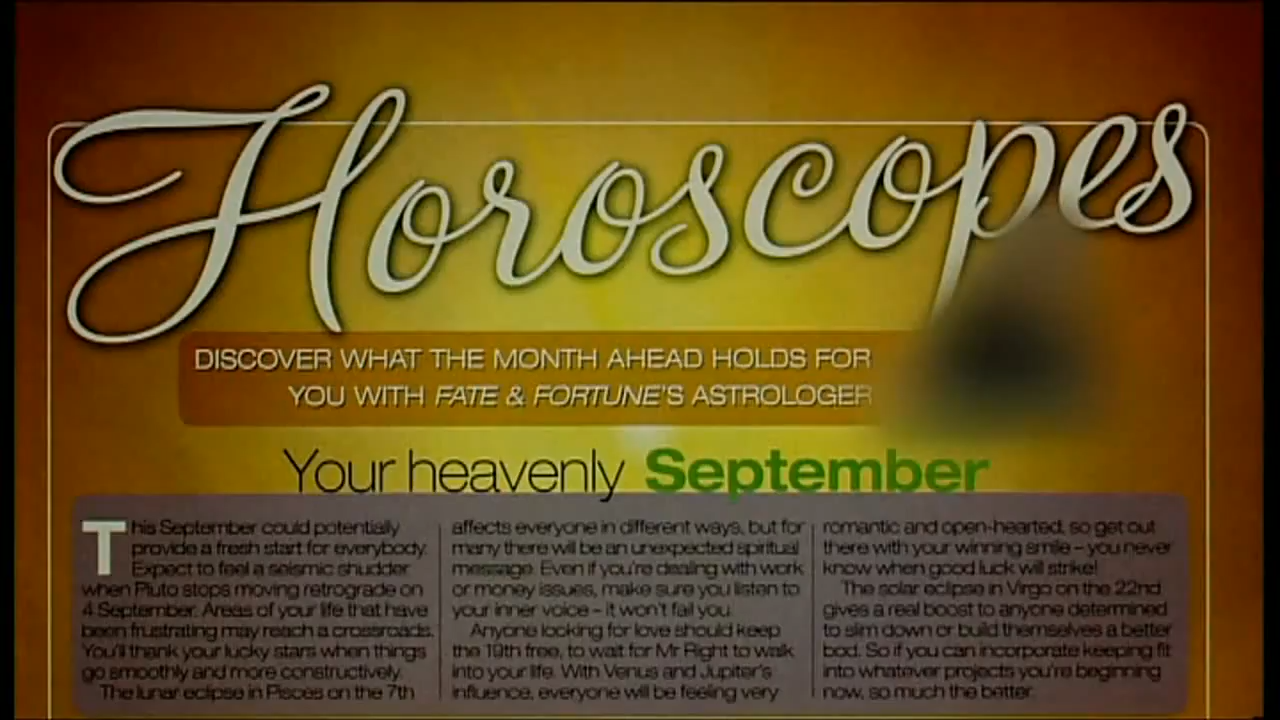 Horoscopes
DISCOVER WHAT THE MONTH AHEAD HOLDS FOR
YOU WITH FATE & FORTUNE'S ASTROLOGER
Your heavenly September
This September could potentially
provide a fresh start for everybody.
Expect to feel a seismic shudder
when Pluto stops moving retrograde on
4 September. Areas of your life that have
been frustrating may reach a crossroads.
You'll thank your lucky stars when things
go smoothly and more constructively.
The lunar eclipse in Pisces on the 7th
affects everyone in different ways, but for
many there will be an unexpected spiritual
message. Even if you're dealing with work
or money issues, make sure you listen to
your inner voice – it won't fail you.
Anyone looking for love should keep
the 19th free, to wait for Mr Right to walk
into your life. With Venus and Jupiter's
influence, everyone will be feeling very
romantic and open-hearted, so get out
there with your winning smile – you never
know when good luck will strike!
The solar eclipse in Virgo on the 22nd
gives a real boost to anyone determined
to slim down or build themselves a better
bod. So if you can incorporate keeping fit
into whatever projects you're beginning
now, so much the better.